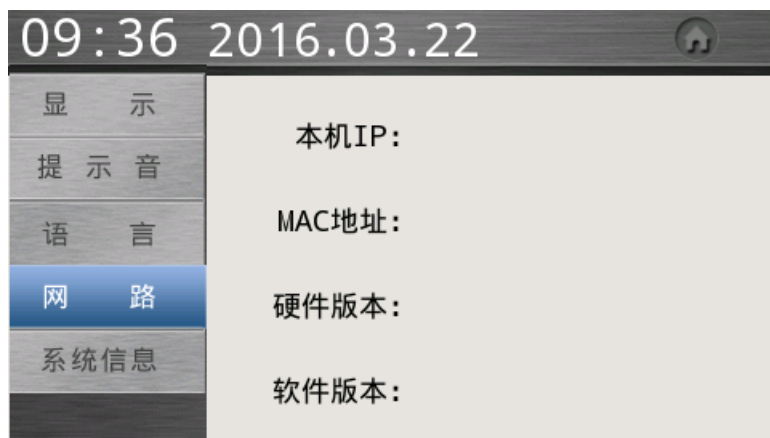 09:36 2016.03.22
显 示
提 示 音
语 言
网 路
系统信息
本机IP:
MAC地址:
硬件版本:
软件版本: